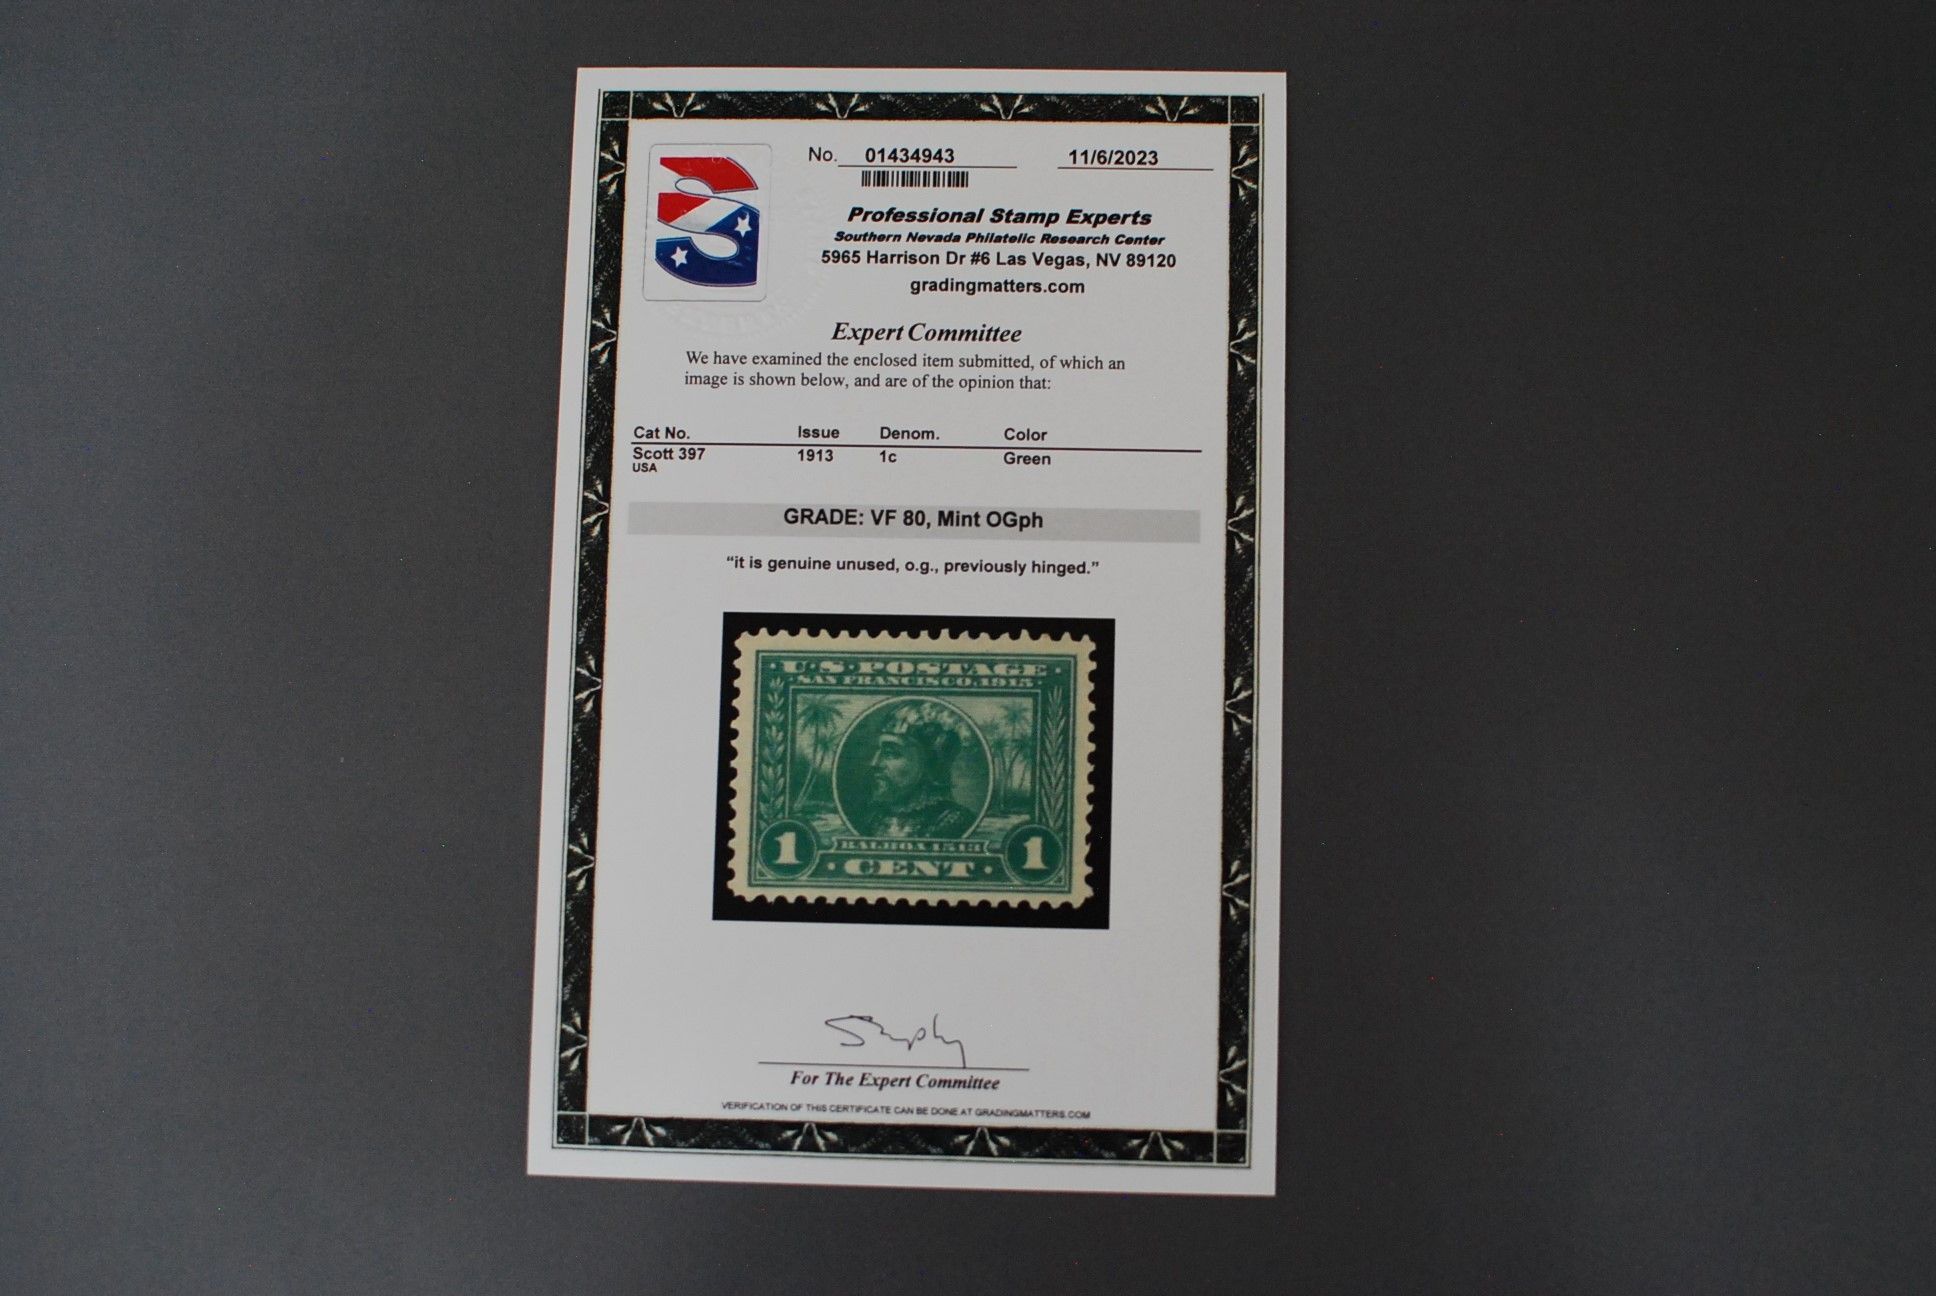 No. 01434943 11/6/2023
Professional Stamp Experts
Southern Nevada Philatelic Research Center
5965 Harrison Dr #6 Las Vegas, NV 89120
gradingmatters.com
Expert Committee
We have examined the enclosed item submitted, of which an
image is shown below, and are of the opinion that:
Cat No. Issue Denom. Color
Scott 397 1913 1c Green
USA
GRADE: VF 80, Mint OGph
“it is genuine unused, o.g., previously hinged.”
·U·S·POSTAGE·
·SAN FRANCISCO, 1915·
BALBOA 1513
1 ·CENT· 1
For The Expert Committee
VERIFICATION OF THIS CERTIFICATE CAN BE DONE AT GRADINGMATTERS.COM